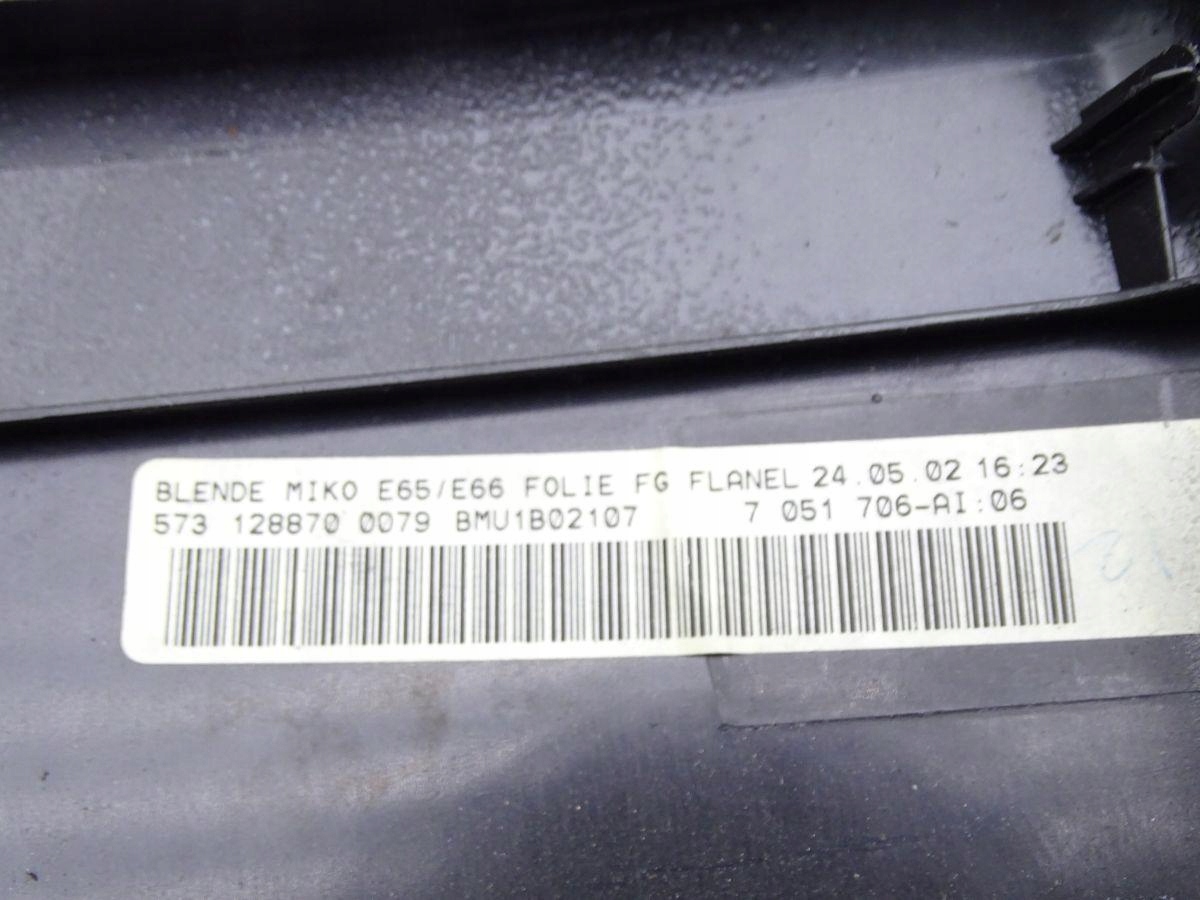 BLENDE MIKO E65/E66 FOLIE FG FLANEL 24.05.02 16:23
573 128870 0079 BMU1B02107 7 051 706-AI:06